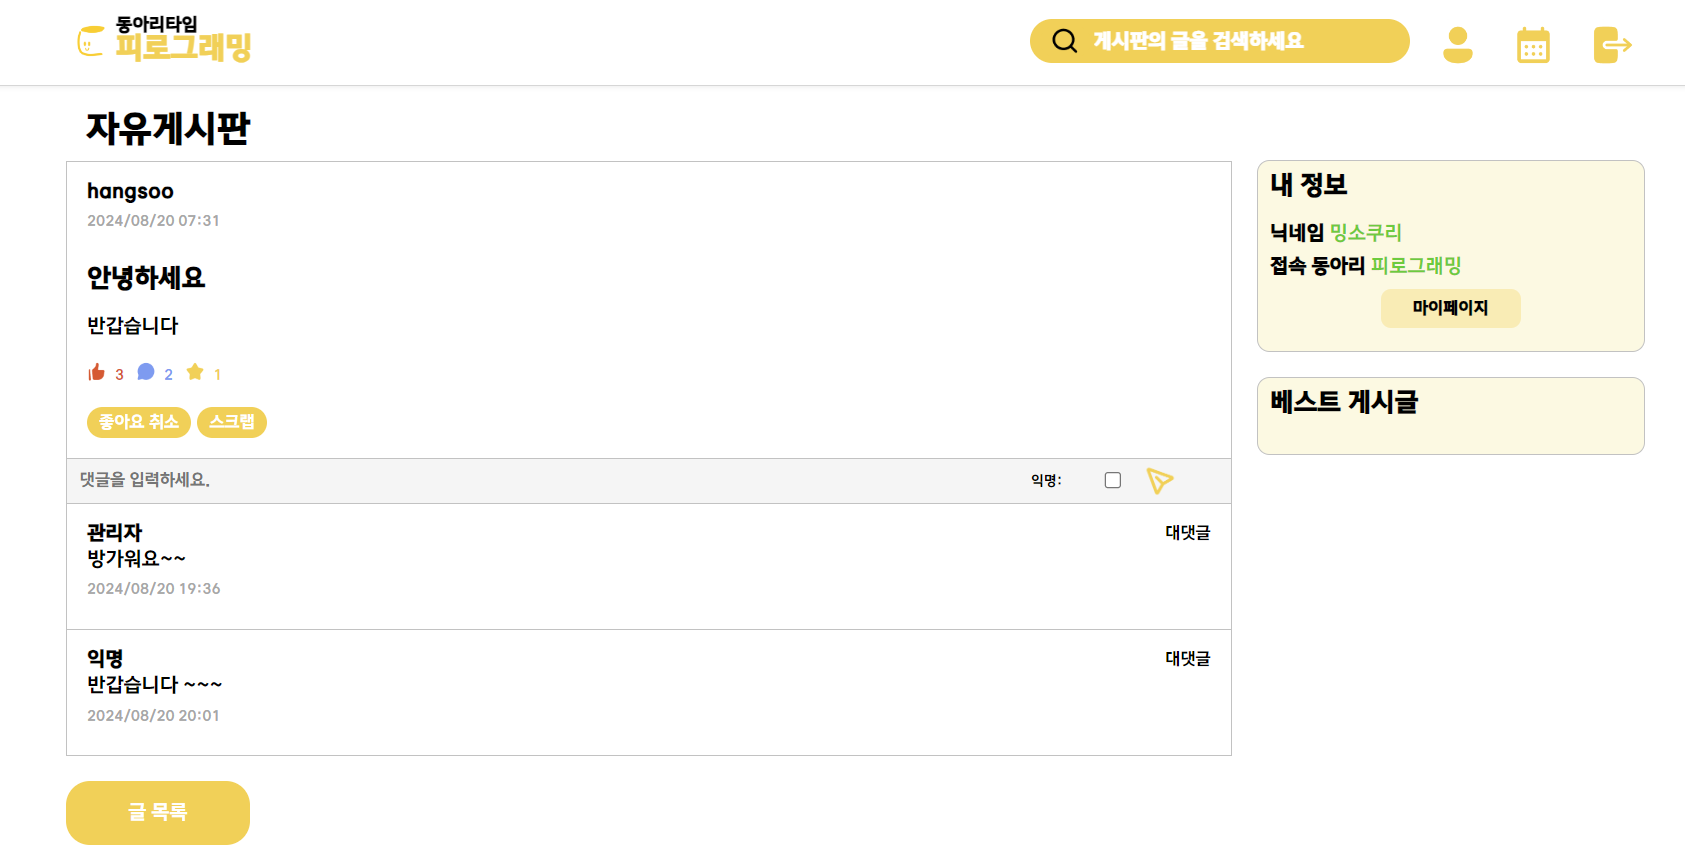 동아리타임
피로그래밍
게시판의 글을 검색하세요
자유게시판
hangsoo
2024/08/20 07:31
안녕하세요
반갑습니다
3 2 1
좋아요 취소 스크랩
댓글을 입력하세요.
익명:
관리자
대댓글
방가워요~~
2024/08/20 19:36
익명
대댓글
반갑습니다 ~~~
2024/08/20 20:01
글 목록
내 정보
닉네임 밍소쿠리
접속 동아리 피로그래밍
마이페이지
베스트 게시글